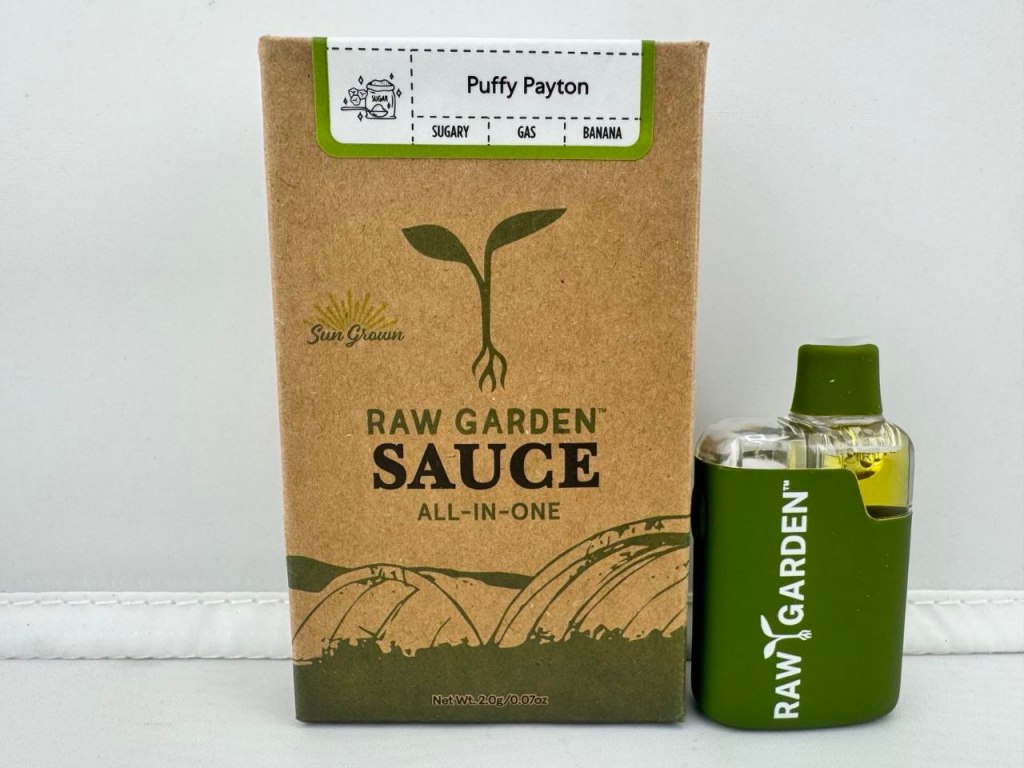 Puffy Payton
SUGAR
SUGARY GAS BANANA
Sun Grown
RAW GARDEN™
SAUCE
ALL-IN-ONE
Net Wt. 2.0g/0.07oz
RAW GARDEN™